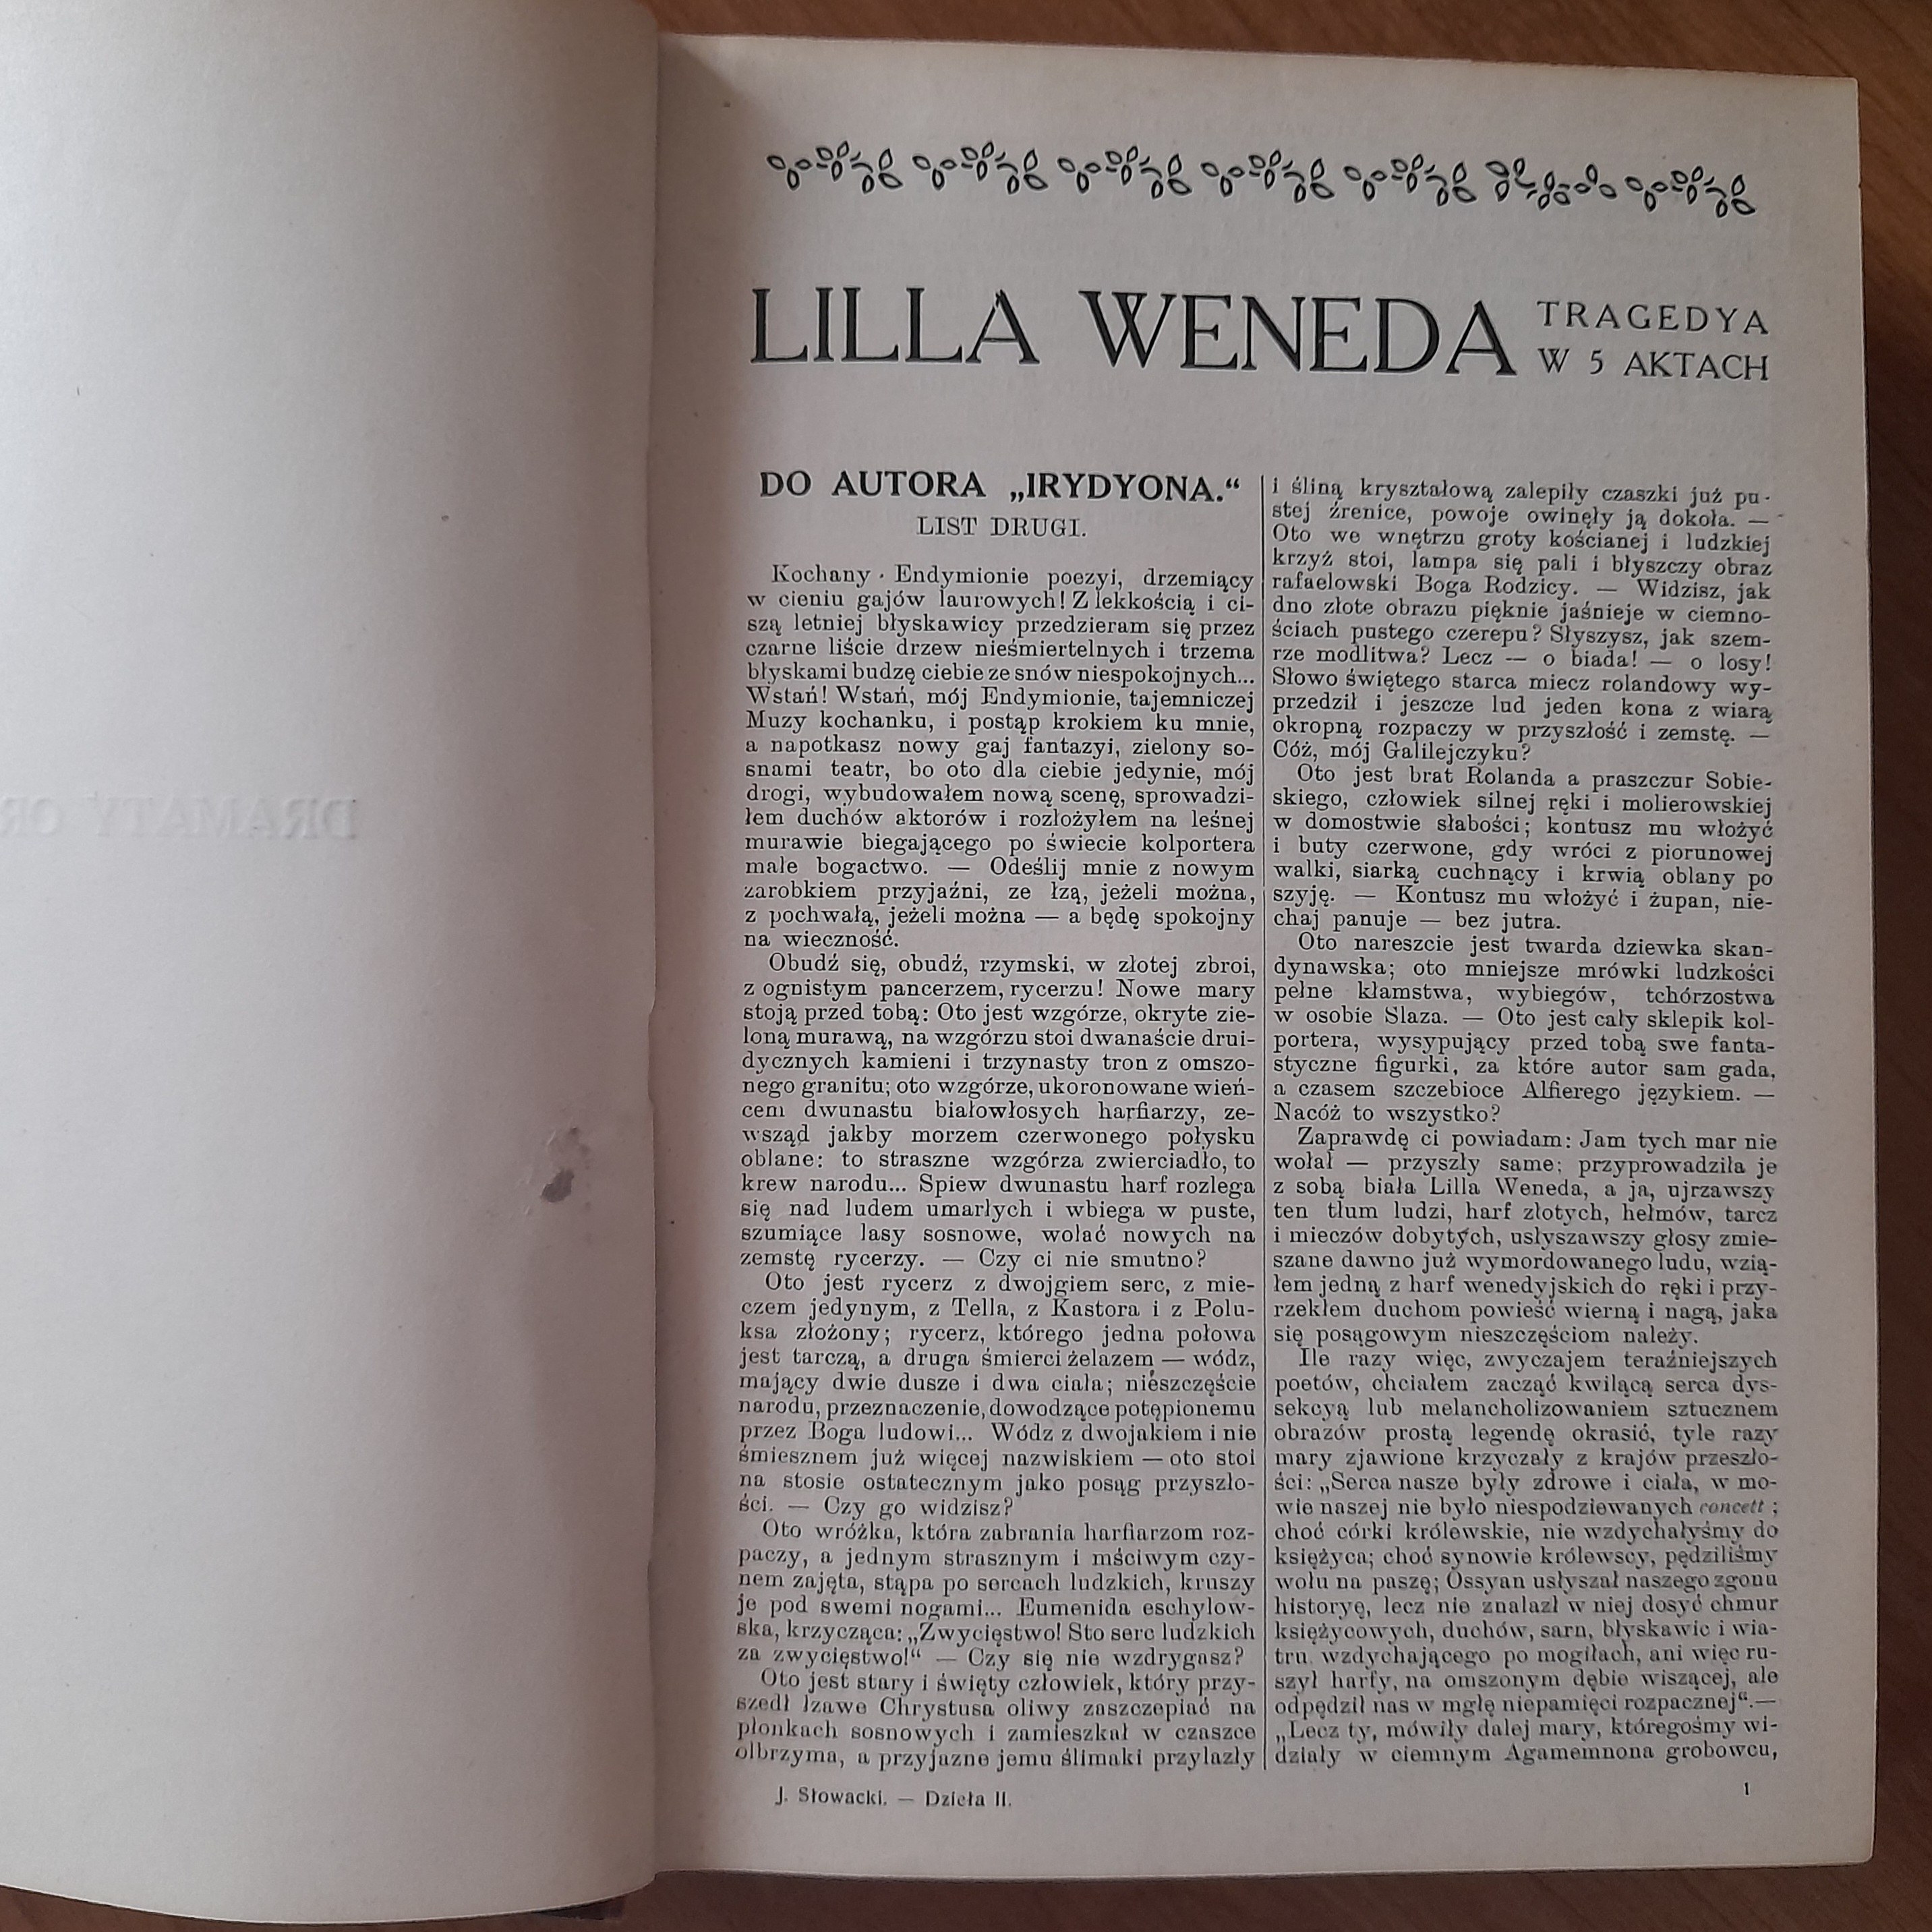 DRAMATY OR
LILLA WENEDA
TRAGEDYA
W 5 AKTACH
DO AUTORA „IRYDYONA.“
LIST DRUGI.
Kochany Endymionie poezyi, drzemiący
w cieniu gajów laurowych! Z lekkością i ci-
szą letniej błyskawicy przedzieram się przez
czarne liście drzew nieśmiertelnych i trzema
błyskami budzę ciebie ze snów niespokojnych...
Wstań! Wstań, mój Endymionie, tajemniczej
Muzy kochanku, i postąp krokiem ku mnie,
a napotkasz nowy gaj fantazyi, zielony so-
snami teatr, bo oto dla ciebie jedynie, mój
drogi, wybudowałem nową scenę, sprowadzi-
łem duchów aktorów i rozłożyłem na leśnej
murawie biegającego po świecie kolportera
małe bogactwo. — Odeślij mnie z nowym
zarobkiem przyjaźni, ze łzą, jeżeli można,
z pochwałą, jeżeli można — a będę spokojny
na wieczność.
Obudź się, obudź, rzymski, w złotej zbroi,
z ognistym pancerzem, rycerzu! Nowe mary
stoją przed tobą: Oto jest wzgórze, okryte zie-
loną murawą, na wzgórzu stoi dwanaście drui-
dycznych kamieni i trzynasty tron z omszo-
nego granitu; oto wzgórze, ukoronowane wień-
cem dwunastu białowłosych harfiarzy, ze-
wsząd jakby morzem czerwonego połysku
oblane: to straszne wzgórza zwierciadło, to
krew narodu... Spiew dwunastu harf rozlega
się nad ludem umarłych i wbiega w puste,
szumiące lasy sosnowe, wołać nowych na
zemstę rycerzy. — Czy ci nie smutno?
Oto jest rycerz z dwojgiem serc, z mie-
czem jedynym, z Tella, z Kastora i z Polu-
ksa złożony; rycerz, którego jedna połowa
jest tarczą, a druga śmierci żelazem — wódz,
mający dwie dusze i dwa ciała; nieszczęście
narodu, przeznaczenie, dowodzące potępionemu
przez Boga ludowi... Wódz z dwojakiem i nie
śmiesznem już więcej nazwiskiem — oto stoi
na stosie ostatecznym jako posąg przyszło-
ści. — Czy go widzisz?
Oto wróżka, która zabrania harfiarzom roz-
paczy, a jednym strasznym i mściwym czy-
nem zajęta, stąpa po sercach ludzkich, kruszy
je pod swemi nogami... Eumenida eschylow-
ska, krzycząca: „Zwycięstwo! Sto serc ludzkich
za zwycięstwo!“ — Czy się nie wzdrygasz?
Oto jest stary i święty człowiek, który przy-
szedł łzawe Chrystusa oliwy zaszczepiać na
płonkach sosnowych i zamieszkał w czaszce
olbrzyma, a przyjazne jemu ślimaki przylazły
i śliną kryształową zalepiły czaszki już pu-
stej źrenice, powoje owinęły ją dokoła. —
Oto we wnętrzu groty kościanej i ludzkiej
krzyż stoi, lampa się pali i błyszczy obraz
rafaelowski Boga Rodzicy. — Widzisz, jak
dno złote obrazu pięknie jaśnieje w ciemno-
ściach pustego czerepu? Słyszysz, jak szem-
rze modlitwa? Lecz — o biada! — o losy!
Słowo świętego starca miecz rolandowy wy-
przedził i jeszcze lud jeden kona z wiarą
okropną rozpaczy w przyszłość i zemstę. —
Cóż, mój Galilejczyku?
Oto jest brat Rolanda a praszczur Sobie-
skiego, człowiek silnej ręki i molierowskiej
w domostwie słabości; kontusz mu włożyć
i buty czerwone, gdy wróci z piorunowej
walki, siarką cuchnący i krwią oblany po
szyję. — Kontusz mu włożyć i żupan, nie-
chaj panuje — bez jutra.
Oto nareszcie jest twarda dziewka skan-
dynawska; oto mniejsze mrówki ludzkości
pełne kłamstwa, wybiegów, tchórzostwa
w osobie Slaza. — Oto jest cały sklepik kol-
portera, wysypujący przed tobą swe fanta-
styczne figurki, za które autor sam gada,
a czasem szczebioce Alfierego językiem. —
Nacóż to wszystko?
Zaprawdę ci powiadam: Jam tych mar nie
wołał — przyszły same; przyprowadziła je
z sobą biała Lilla Weneda, a ja, ujrzawszy
ten tłum ludzi, harf złotych, hełmów, tarcz
i mieczów dobytych, usłyszawszy głosy zmie-
szane dawno już wymordowanego ludu, wzią-
łem jedną z harf wenedyjskich do ręki i przy-
rzekłem duchom powieść wierną i nagą, jaka
się posągowym nieszczęściom należy.
Ile razy więc, zwyczajem teraźniejszych
poetów, chciałem zacząć kwilącą serca dys-
sekcyą lub melancholizowaniem sztucznem
obrazów prostą legendę okrasić, tyle razy
mary zjawione krzyczały z krajów przeszło-
ści: „Serca nasze były zdrowe i ciała, w mo-
wie naszej nie było niespodziewanych concett ;
choć córki królewskie, nie wzdychałyśmy do
księżyca; choć synowie królewscy, pędziliśmy
wołu na paszę; Ossyan usłyszał naszego zgonu
historyę, lecz nie znalazł w niej dosyć chmur
księżycowych, duchów, sarn, błyskawic i wia-
tru wzdychającego po mogiłach, ani więc ru-
szył harfy, na omszonym dębie wiszącej, ale
odpędził nas w mgłę niepamięci rozpacznej“.—
„Lecz ty, mówiły dalej mary, któregośmy wi-
działy w ciemnym Agamemnona grobowcu,
J. Słowacki. — Dzieła II.
1